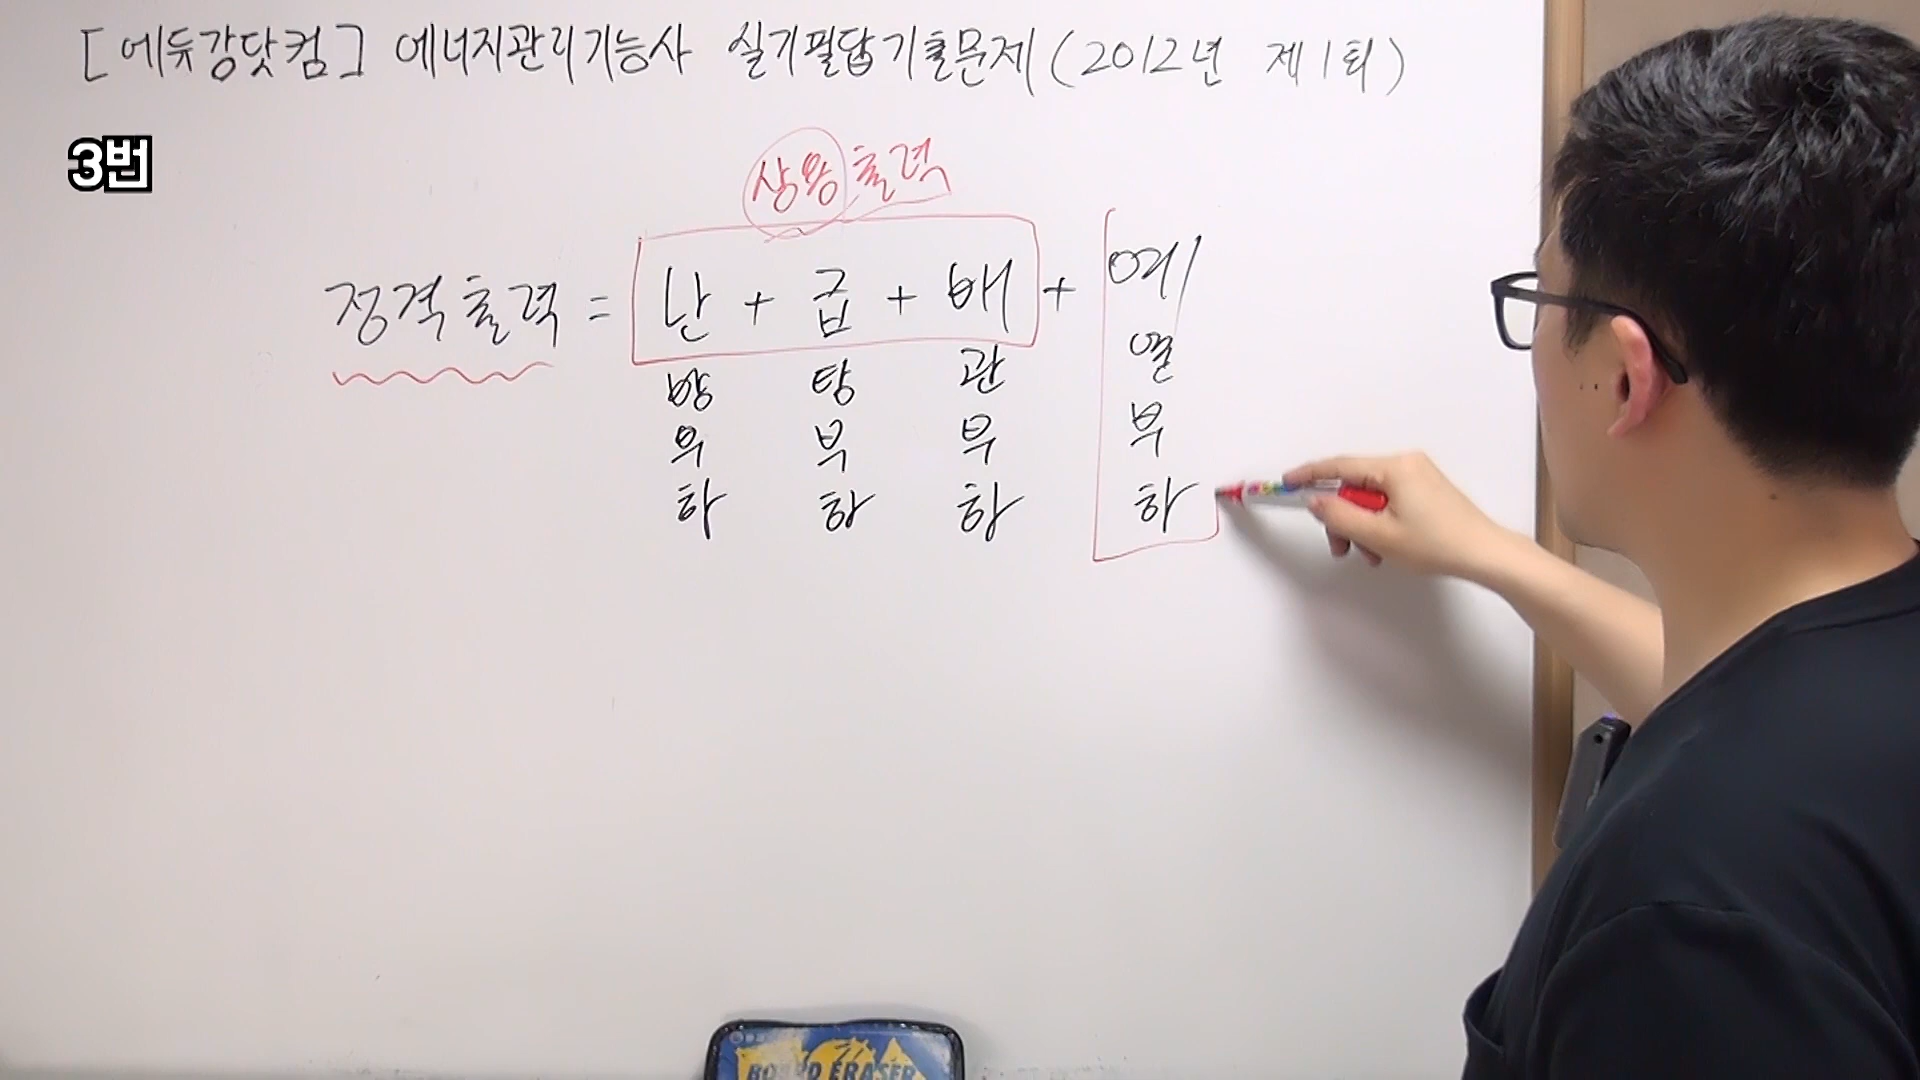 [에듀강닷컴] 에너지관리기능사 실기필답기출문제(2012년 제1회)
3번
상용출력
정격출력 = 난 + 급 + 배 + 예
방 탕 관 열
부 부 부 부
하 하 하 하
BOARD ERASER